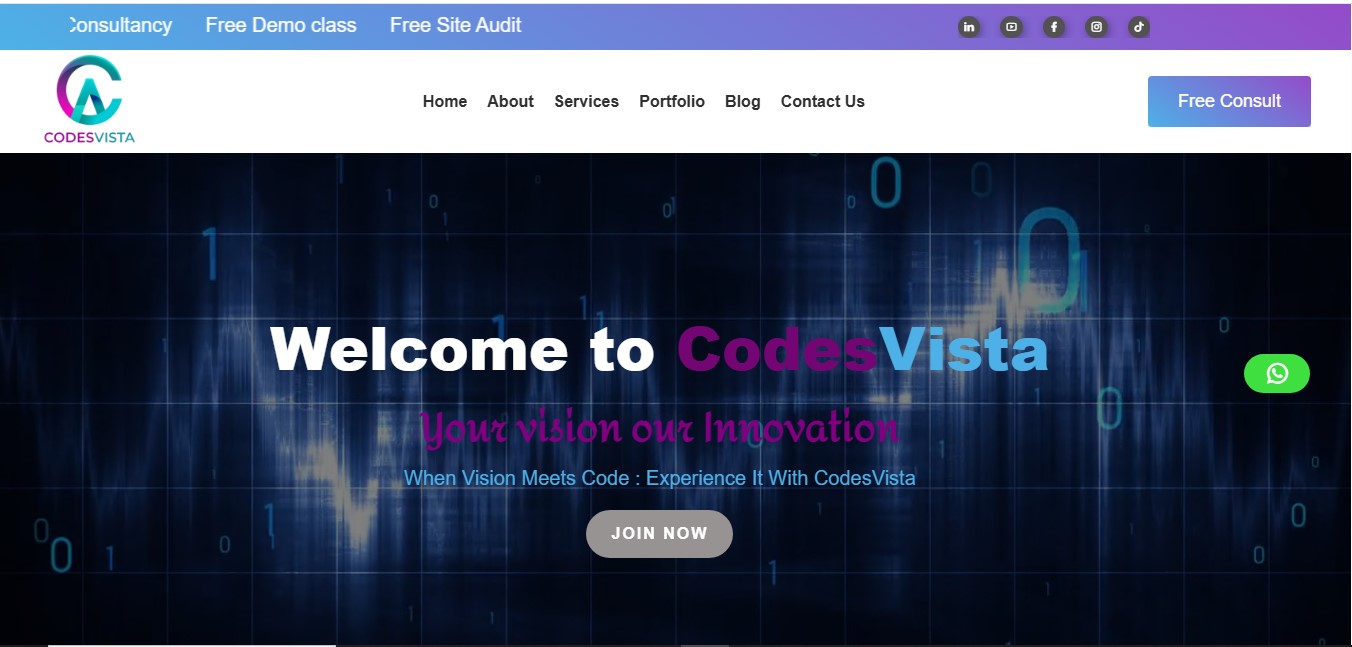 Consultancy Free Demo class Free Site Audit
CODESVISTA
Home About Services Portfolio Blog Contact Us
Free Consult
Welcome to CodesVista
Your vision our Innovation
When Vision Meets Code : Experience It With CodesVista
JOIN NOW